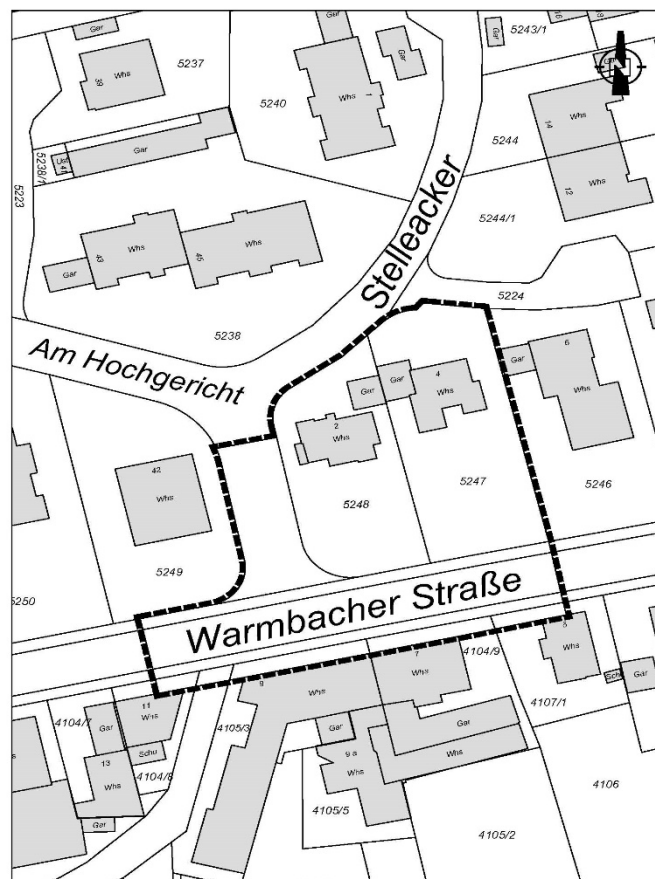 Gar
5243/1
16
18
5237
Whs
39
Gar
Whs
1
5240
N
Gar
14
Whs
5244
Ust
41
5238/1
5223
12
Whs
Stelleacker
5244/1
Whs
43
Whs
45
Gar
5224
5238
Am Hochgericht
Gar
6
Whs
Gar
Gar
4
Whs
2
Whs
42
Whs
5246
5247
5248
5249
5250
Warmbacher Straße
4104/9
5
Whs
7
Whs
9
Whs
Schu
Gar
4107/1
4104/7
11
Whs
Gar
4105/3
Gar
Gar
Schu
13
Whs
4104/8
9 a
Whs
Whs
4106
Gar
4105/5
4105/2